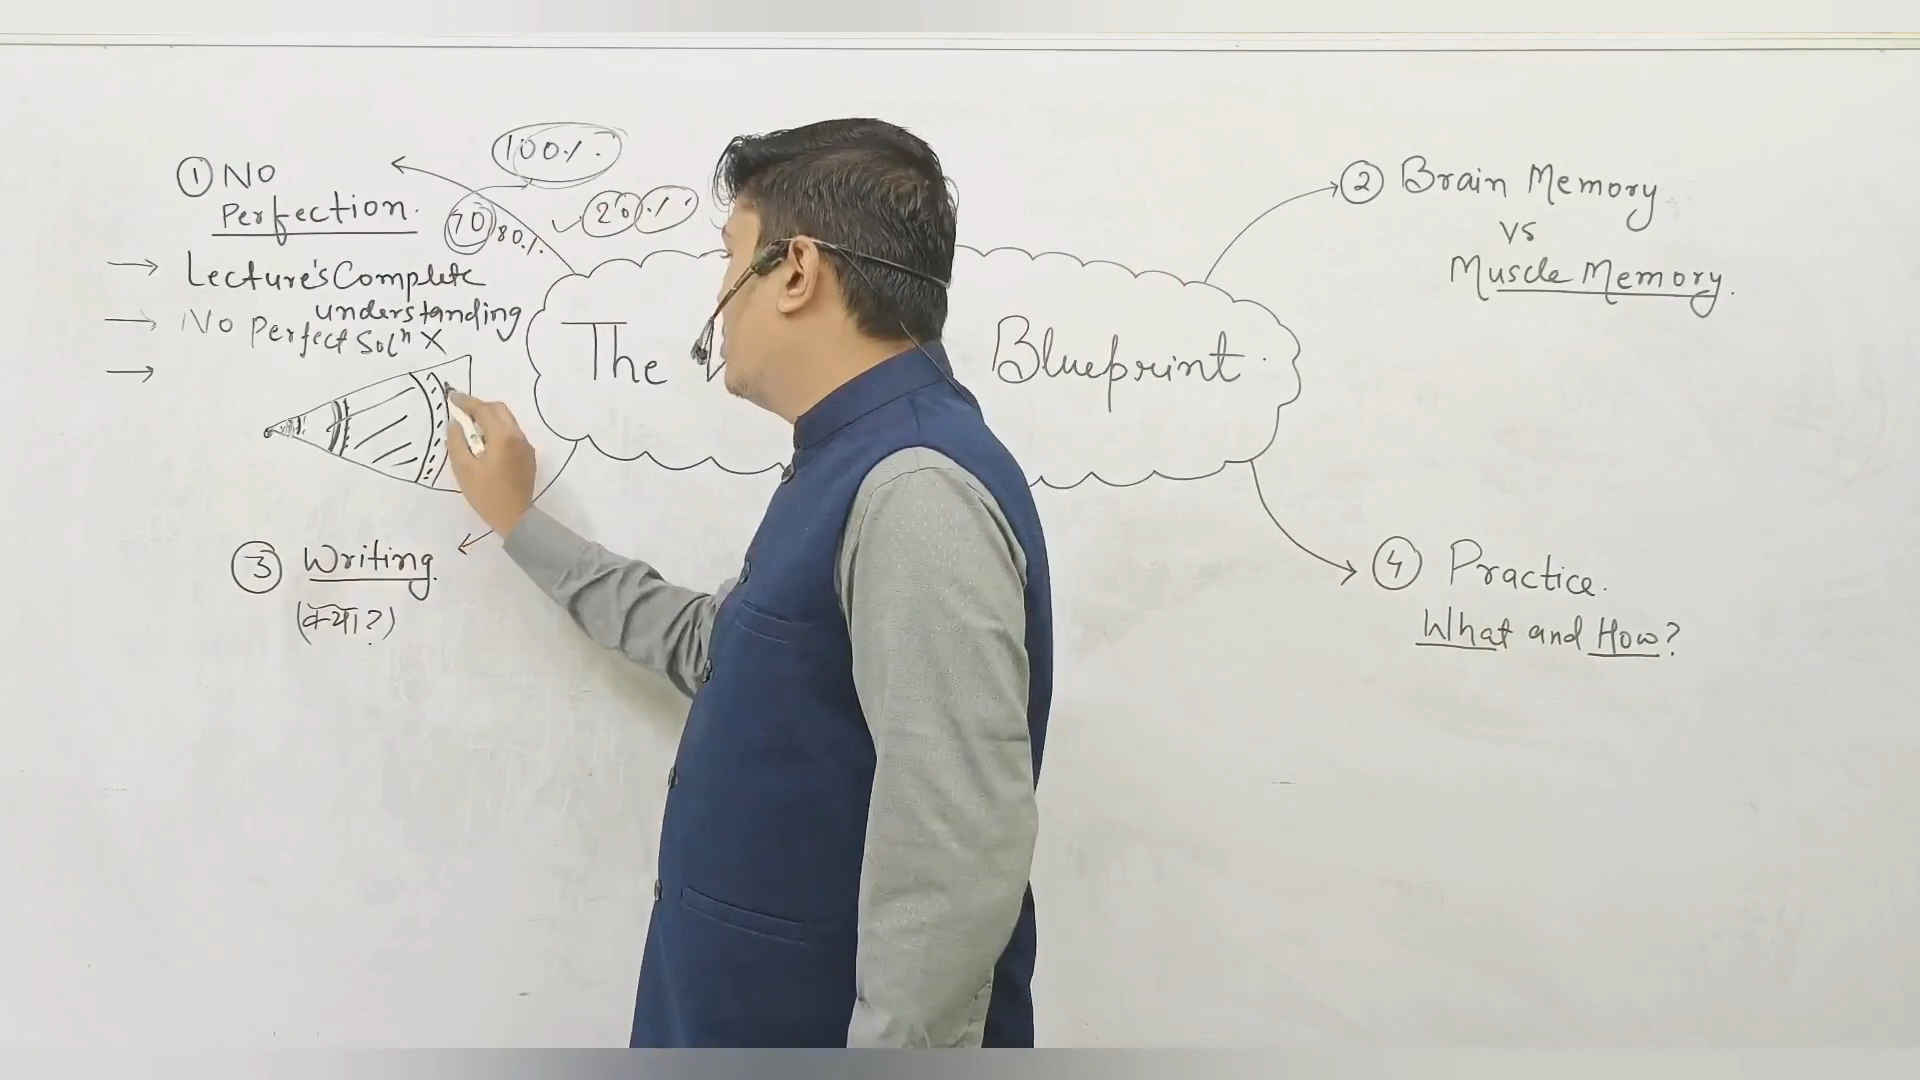 ① NO
Perfection.
100%.
70 80%.
20%.
→ Lecture's Complete
understanding
→ No Perfect Solⁿ X
→
The Blueprint.
② Brain Memory
vs
Muscle Memory.
③ Writing.
(क्या?)
④ Practice.
What and How?